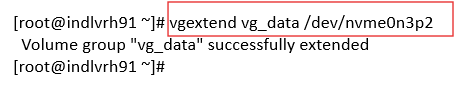 [root@indlvrh91 ~]# vgextend vg_data /dev/nvme0n3p2
Volume group "vg_data" successfully extended
[root@indlvrh91 ~]#